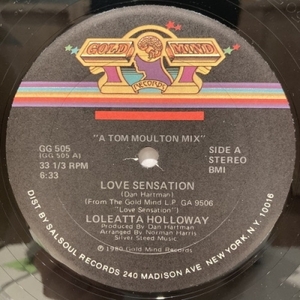 GOLD MIND
RECORDS
"A TOM MOULTON MIX"
GG 505
(GG 505 A)
33 1/3 RPM
6:33
SIDE A
STEREO
BMI
LOVE SENSATION
(Dan Hartman)
(From The Gold Mind L.P. GA 9506
"Love Sensation")
LOLEATTA HOLLOWAY
Produced By Dan Hartman
Arranged By Norman Harris
Silver Steed Music
© 1980 Gold Mind Records
DIST BY SALSOUL RECORDS 240 MADISON AVE NEW YORK, N.Y. 10016